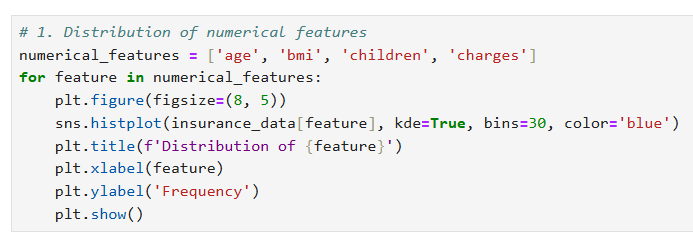 # 1. Distribution of numerical features
numerical_features = ['age', 'bmi', 'children', 'charges']
for feature in numerical_features:
    plt.figure(figsize=(8, 5))
    sns.histplot(insurance_data[feature], kde=True, bins=30, color='blue')
    plt.title(f'Distribution of {feature}')
    plt.xlabel(feature)
    plt.ylabel('Frequency')
    plt.show()